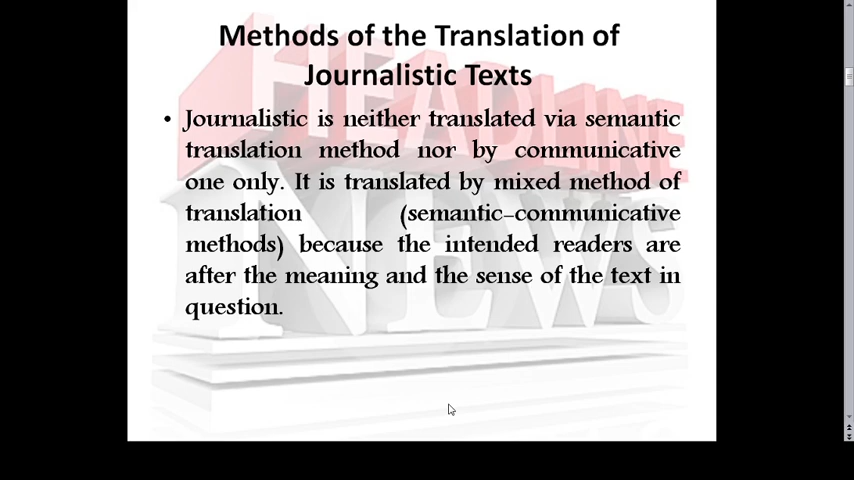 Methods of the Translation of
Journalistic Texts
• Journalistic is neither translated via semantic
translation method nor by communicative
one only. It is translated by mixed method of
translation (semantic-communicative
methods) because the intended readers are
after the meaning and the sense of the text in
question.
HEADLINE
NEWS